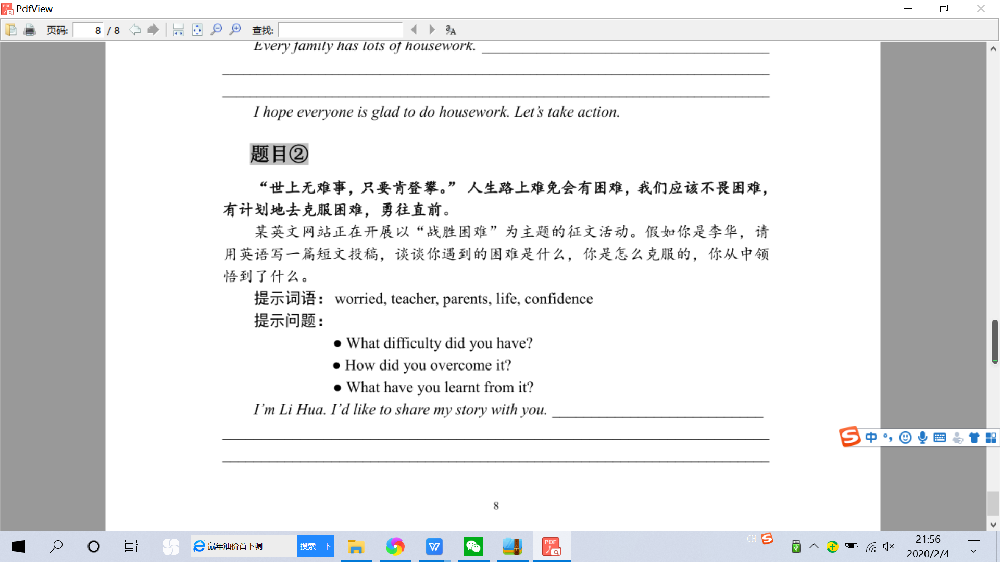 PdfView
页码: 8 / 8 查找:
Every family has lots of housework.
I hope everyone is glad to do housework. Let's take action.
题目②
“世上无难事，只要肯登攀。” 人生路上难免会有困难，我们应该不畏困难，
有计划地去克服困难，勇往直前。
某英文网站正在开展以“战胜困难”为主题的征文活动。假如你是李华，请
用英语写一篇短文投稿，谈谈你遇到的困难是什么，你是怎么克服的，你从中领
悟到了什么。
提示词语： worried, teacher, parents, life, confidence
提示问题：
● What difficulty did you have?
● How did you overcome it?
● What have you learnt from it?
I'm Li Hua. I'd like to share my story with you.
中
8
鼠年油价首下调 搜索一下
CH
21:56
2020/2/4